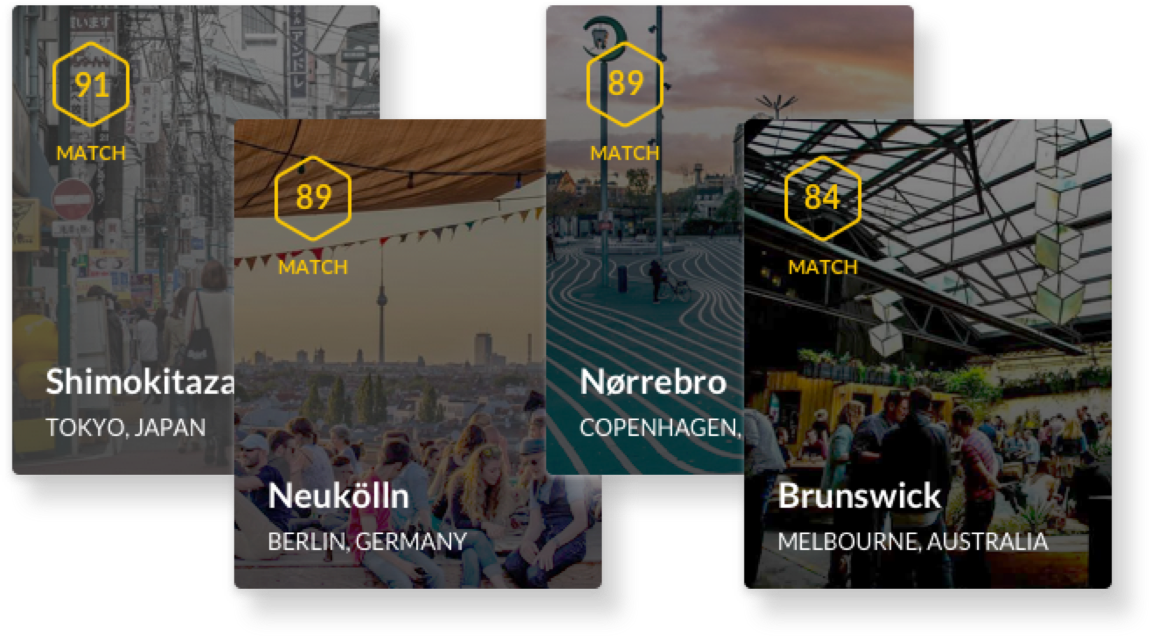 91
MATCH
Shimokitaza
TOKYO, JAPAN
89
MATCH
Neukölln
BERLIN, GERMANY
89
MATCH
Nørrebro
COPENHAGEN,
84
MATCH
Brunswick
MELBOURNE, AUSTRALIA